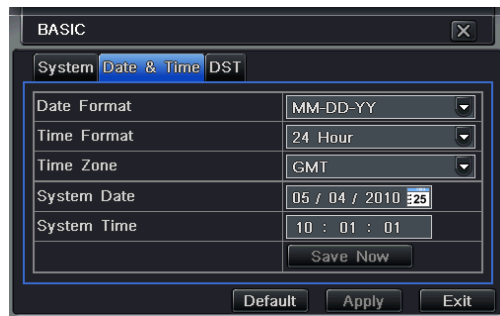 BASIC
System Date & Time DST
Date Format MM-DD-YY
Time Format 24 Hour
Time Zone GMT
System Date 05 / 04 / 2010 25
System Time 10 : 01 : 01
Save Now
Default Apply Exit